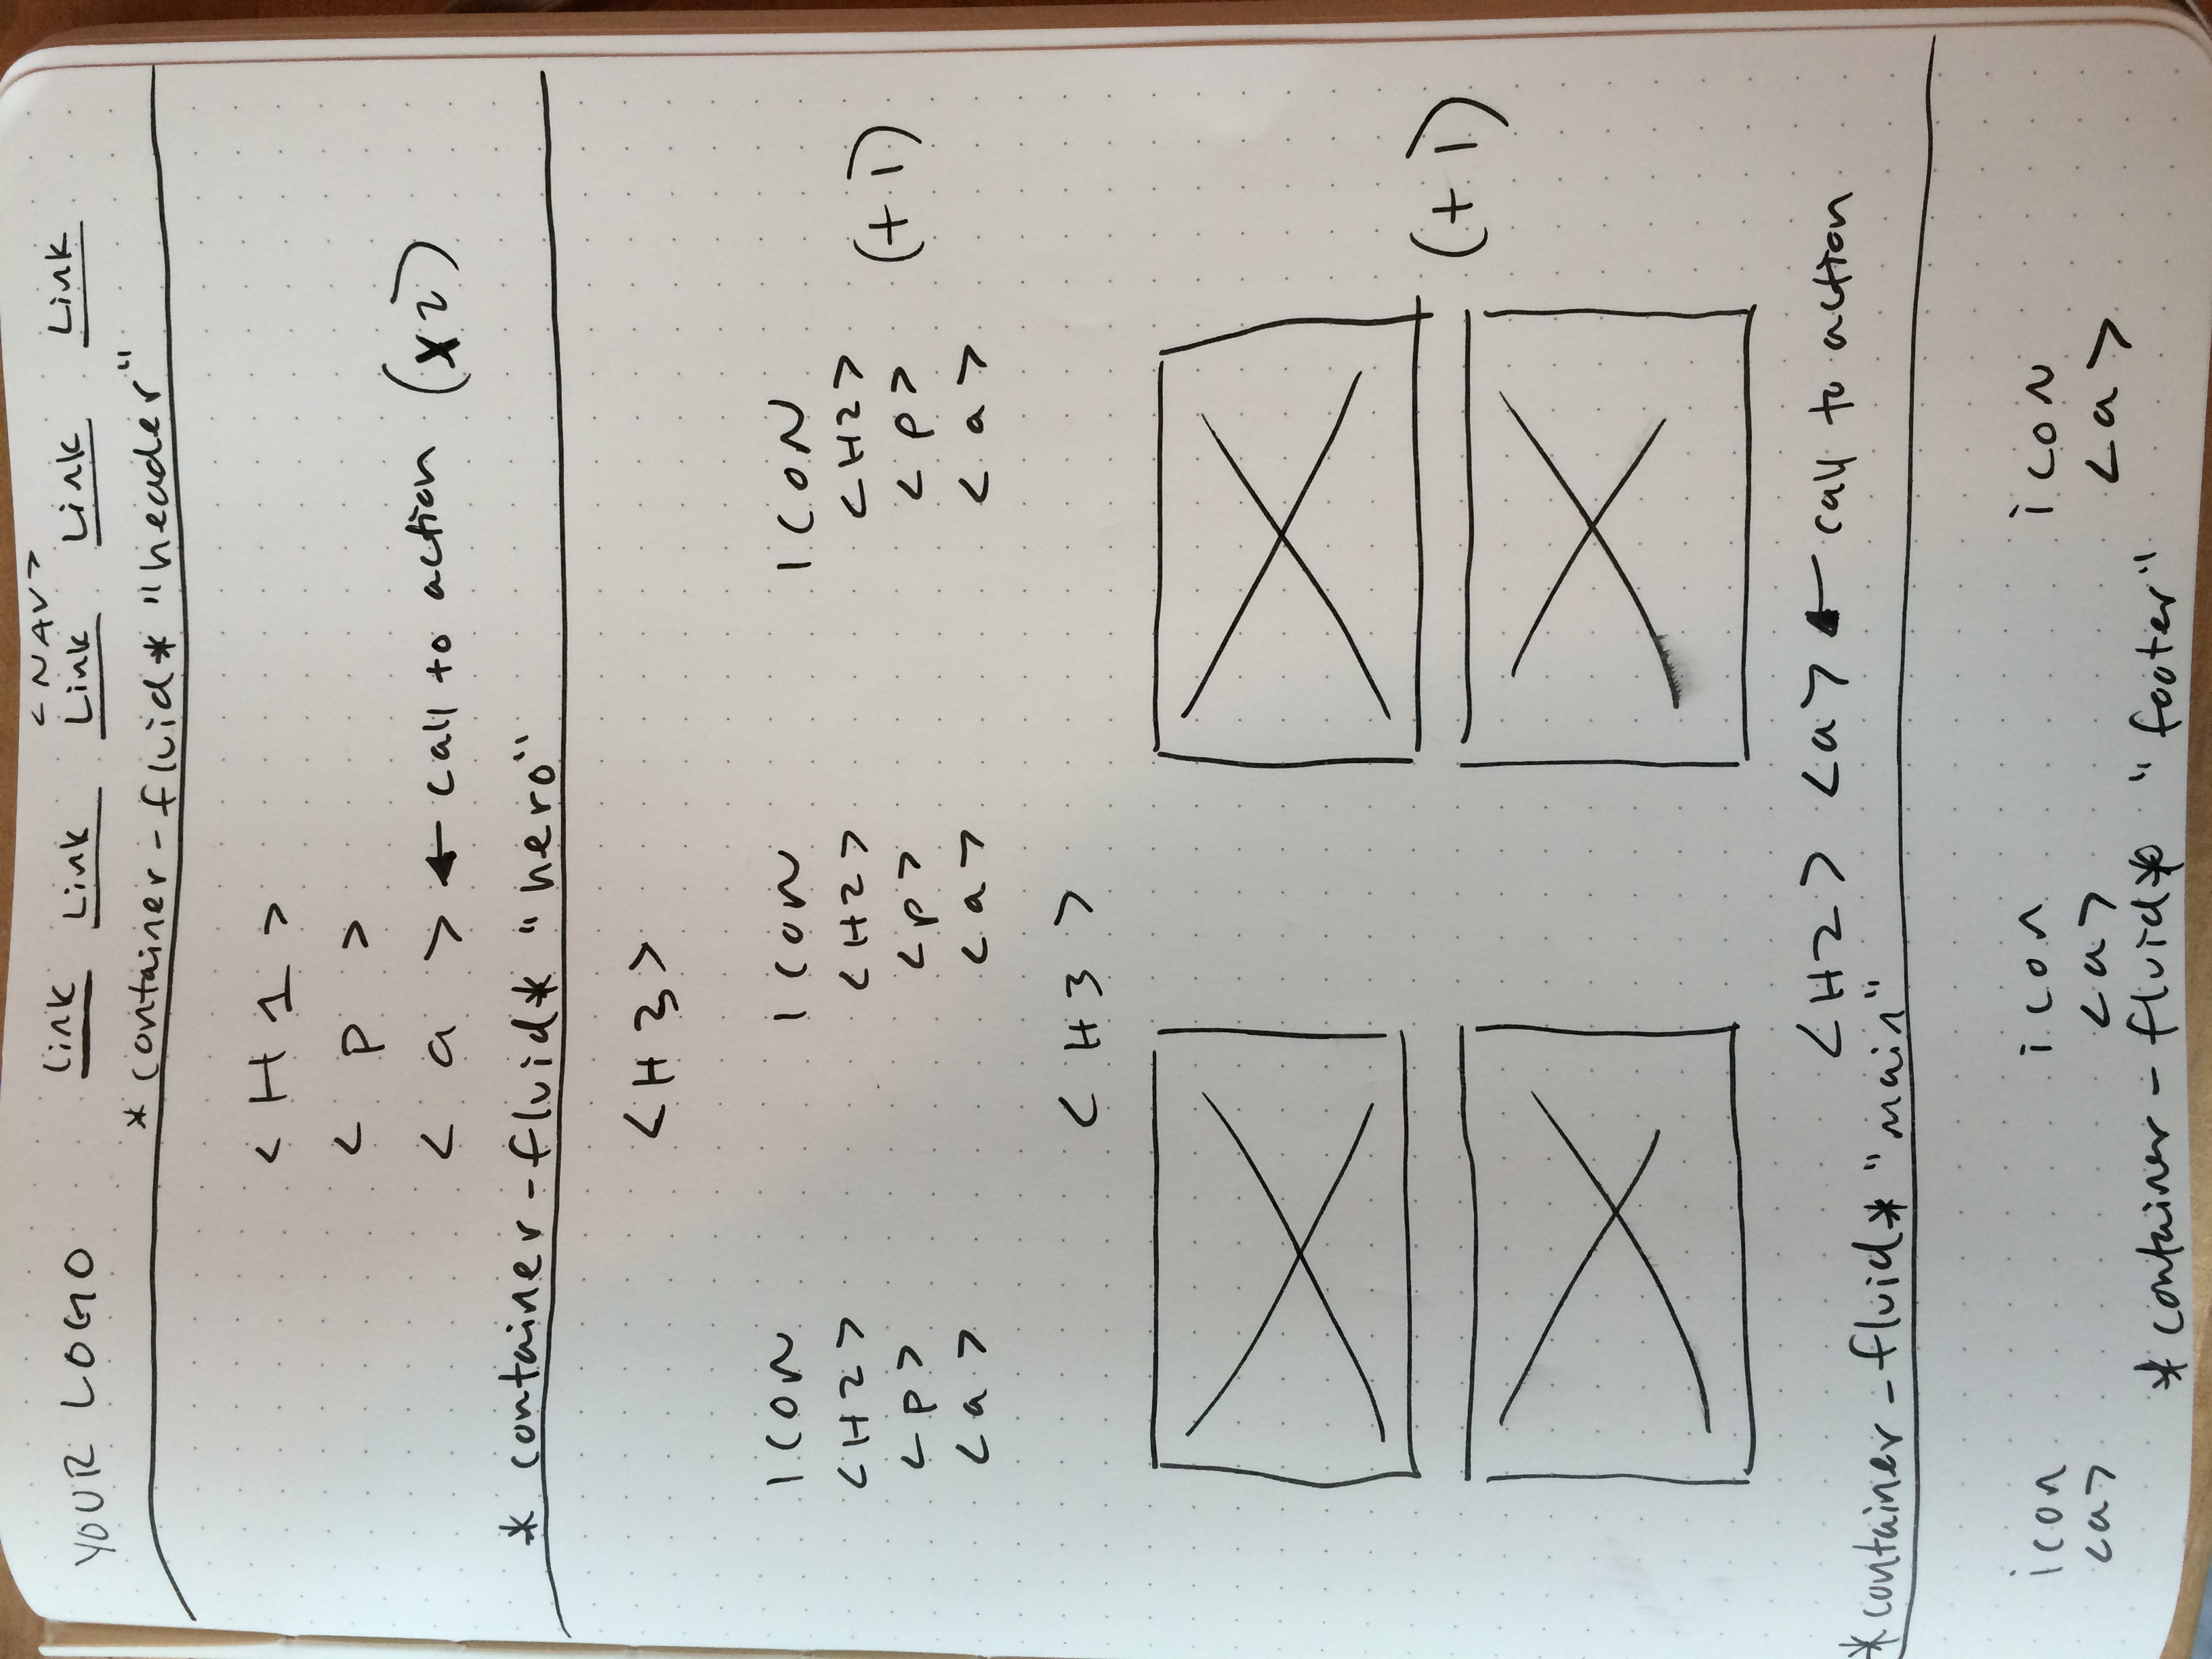 <NAV>
YOUR LOGO Link Link Link Link Link
*container-fluid* "header"
<H1>
<p>
<a> ← call to action (x2)
*container-fluid* "hero"
<H3>
ICON ICON ICON
<H2> <H2> <H2>
<p> <p> <p> (+1)
<a> <a> <a>
<H3>
(+1)
<H2> <a> ← call to action
*container-fluid* "main"
icon icon icon
<a> <a> <a>
*container-fluid* "footer"